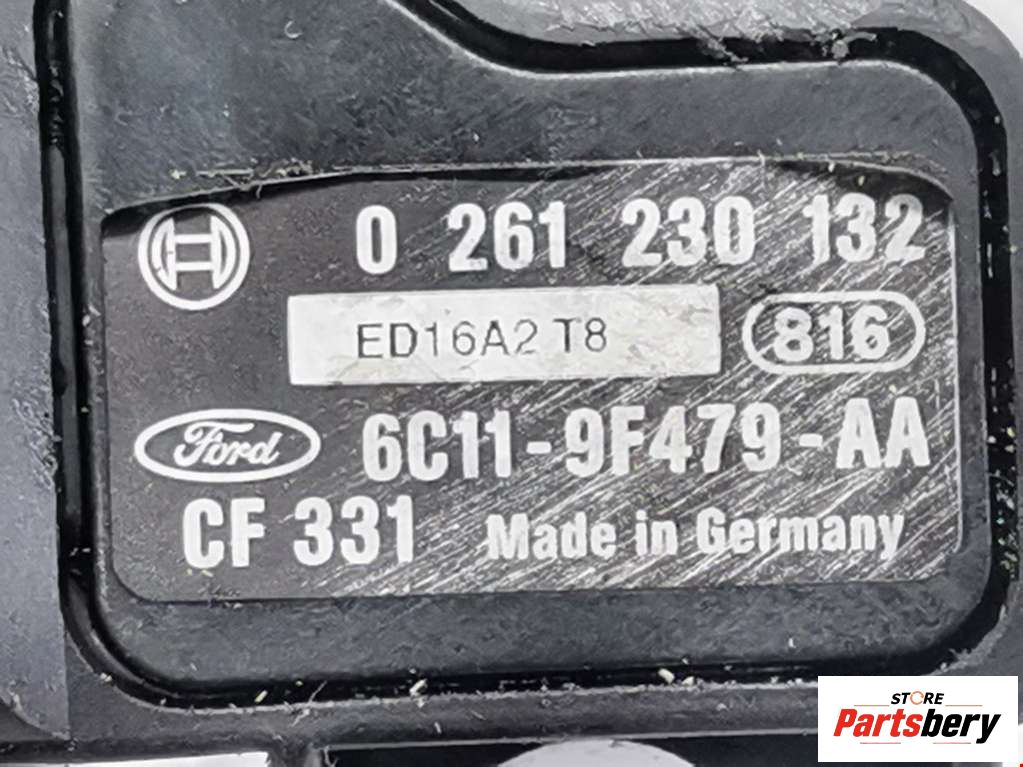 0 261 230 132
ED16A2 T8
816
Ford 6C11-9F479-AA
CF 331 Made in Germany
STORE
Partsbery